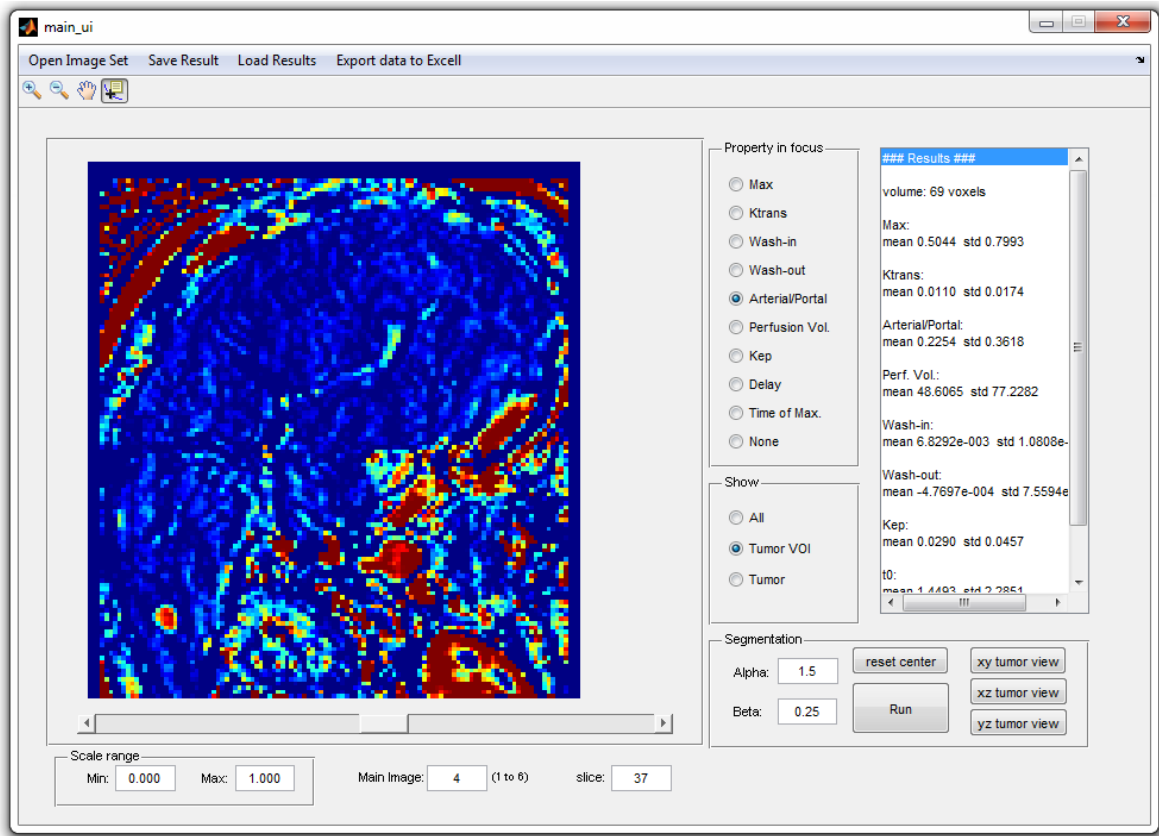 main_ui
Open Image Set Save Result Load Results Export data to Excell
Property in focus
Max
Ktrans
Wash-in
Wash-out
Arterial/Portal
Perfusion Vol.
Kep
Delay
Time of Max.
None
### Results ###
volume: 69 voxels
Max:
mean 0.5044 std 0.7993
Ktrans:
mean 0.0110 std 0.0174
Arterial/Portal:
mean 0.2254 std 0.3618
Perf. Vol.:
mean 48.6065 std 77.2282
Wash-in:
mean 6.8292e-003 std 1.0808e-
Wash-out:
mean -4.7697e-004 std 7.5594e
Kep:
mean 0.0290 std 0.0457
t0:
mean 1.4493 std 2.2851
Show
All
Tumor VOI
Tumor
Segmentation
Alpha: 1.5
Beta: 0.25
reset center
Run
xy tumor view
xz tumor view
yz tumor view
Scale range
Min: 0.000 Max: 1.000
Main Image: 4 (1 to 6) slice: 37